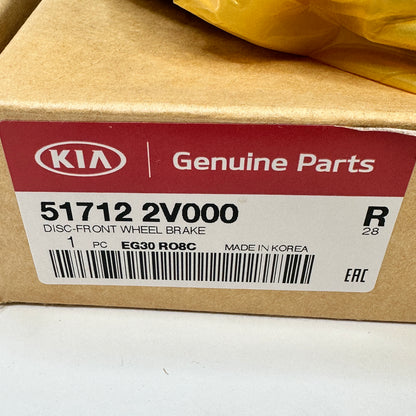 KIA Genuine Parts
51712 2V000 R
DISC-FRONT WHEEL BRAKE 28
1 PC EG30 RO8C MADE IN KOREA
EAC